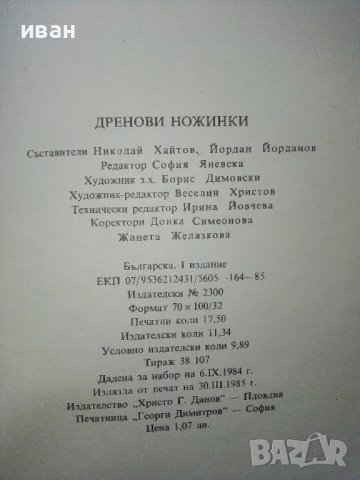 иван
ДРЕНОВИ НОЖИНКИ
Съставители Николай Хайтов, Йордан Йорданов
Редактор София Яневска
Художник з.х. Борис Димовски
Художник-редактор Веселин Христов
Технически редактор Ирина Йовчева
Коректори Донка Симеонова
Жанета Желязкова
Българска. I издание
ЕКП 07/9536212431/5605 -164-85
Издателски № 2300
Формат 70×100/32
Печатни коли 17,50
Издателски коли 11,34
Условно издателски коли 9,89
Тираж 38 107
Дадена за набор на 6.IX.1984 г.
Излязла от печат на 30.III.1985 г.
Издателство „Христо Г. Данов“ — Пловдив
Печатница „Георги Димитров“ — София
Цена 1,07 лв.
BAZAR.bg